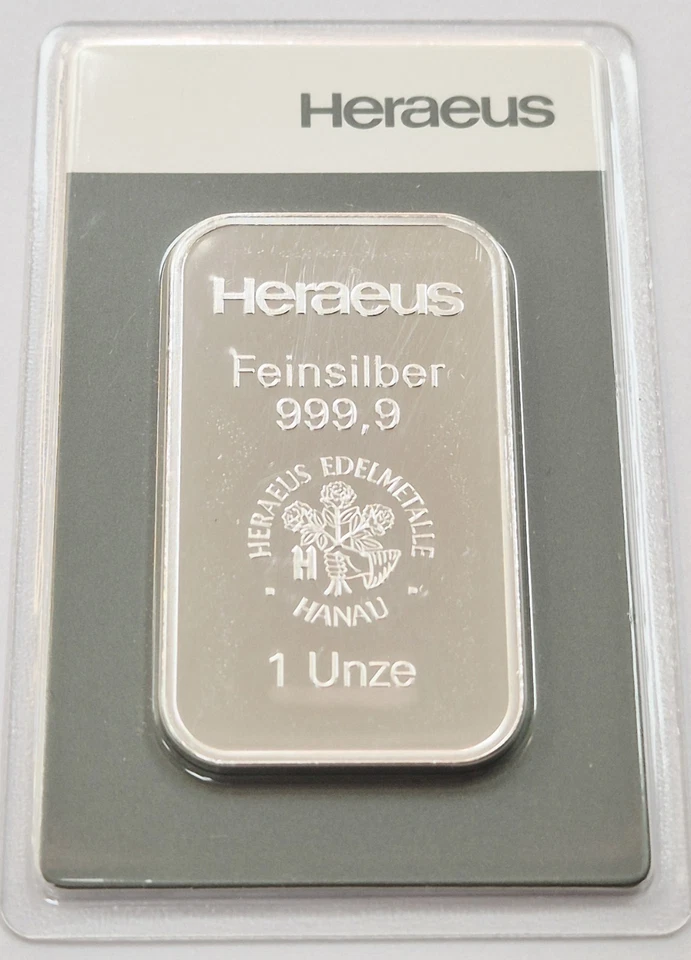 Heraeus
Heraeus
Feinsilber
999,9
HERAEUS EDELMETALLE
H
HANAU
1 Unze